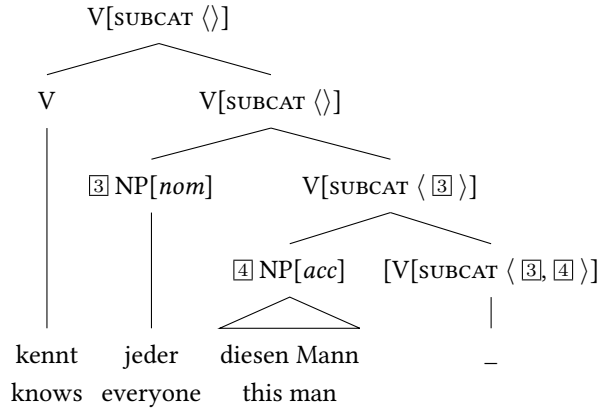 V[SUBCAT ⟨⟩]
V V[SUBCAT ⟨⟩]
3 NP[nom] V[SUBCAT ⟨ 3 ⟩]
4 NP[acc] [V[SUBCAT ⟨ 3, 4 ⟩]
kennt jeder diesen Mann _
knows everyone this man